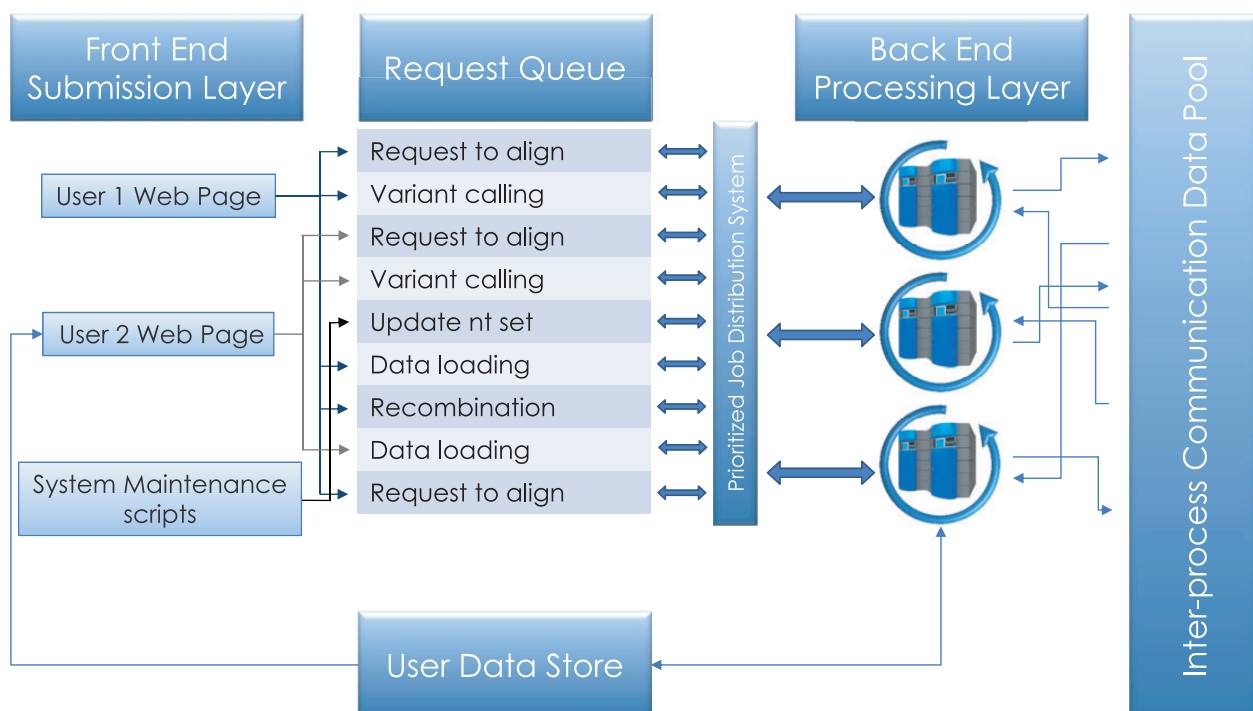 Front End
Submission Layer
Request Queue
Back End
Processing Layer
Inter-process Communication Data Pool
Prioritized Job Distribution System
User 1 Web Page
User 2 Web Page
System Maintenance
scripts
Request to align
Variant calling
Request to align
Variant calling
Update nt set
Data loading
Recombination
Data loading
Request to align
User Data Store